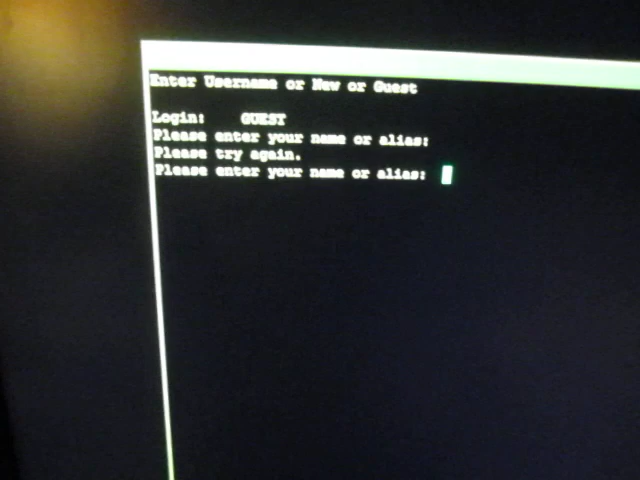 Enter Username or New or Guest
Login: GUEST
Please enter your name or alias:
Please try again.
Please enter your name or alias: